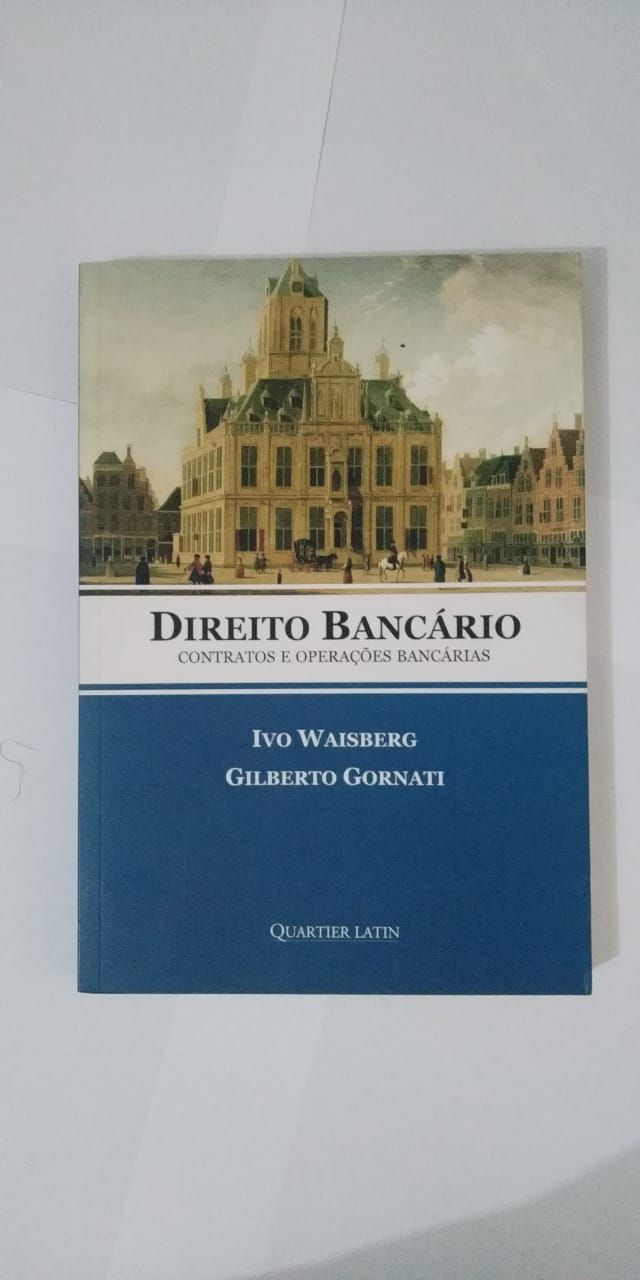 DIREITO BANCÁRIO
CONTRATOS E OPERAÇÕES BANCÁRIAS
IVO WAISBERG
GILBERTO GORNATI
QUARTIER LATIN